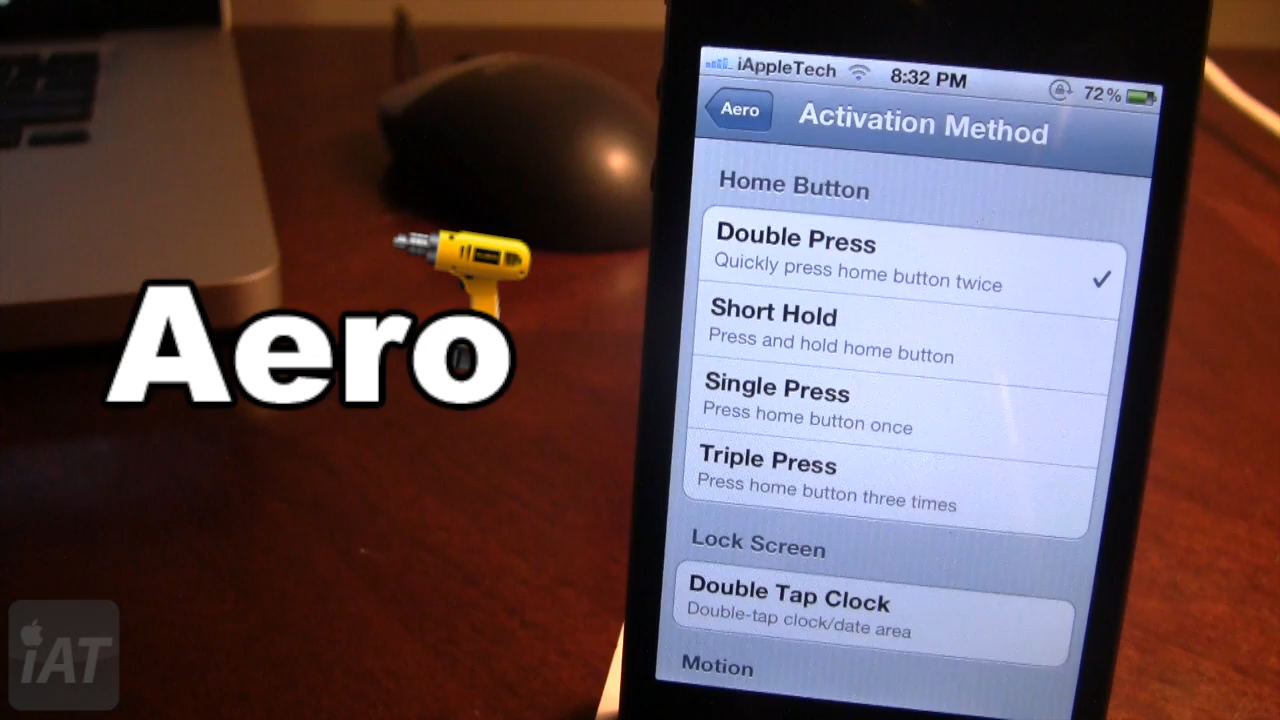 iAppleTech 8:32 PM 72%
Aero Activation Method
Home Button
Double Press
Quickly press home button twice
Short Hold
Press and hold home button
Single Press
Press home button once
Triple Press
Press home button three times
Lock Screen
Double Tap Clock
Double-tap clock/date area
Motion
Aero
iAT